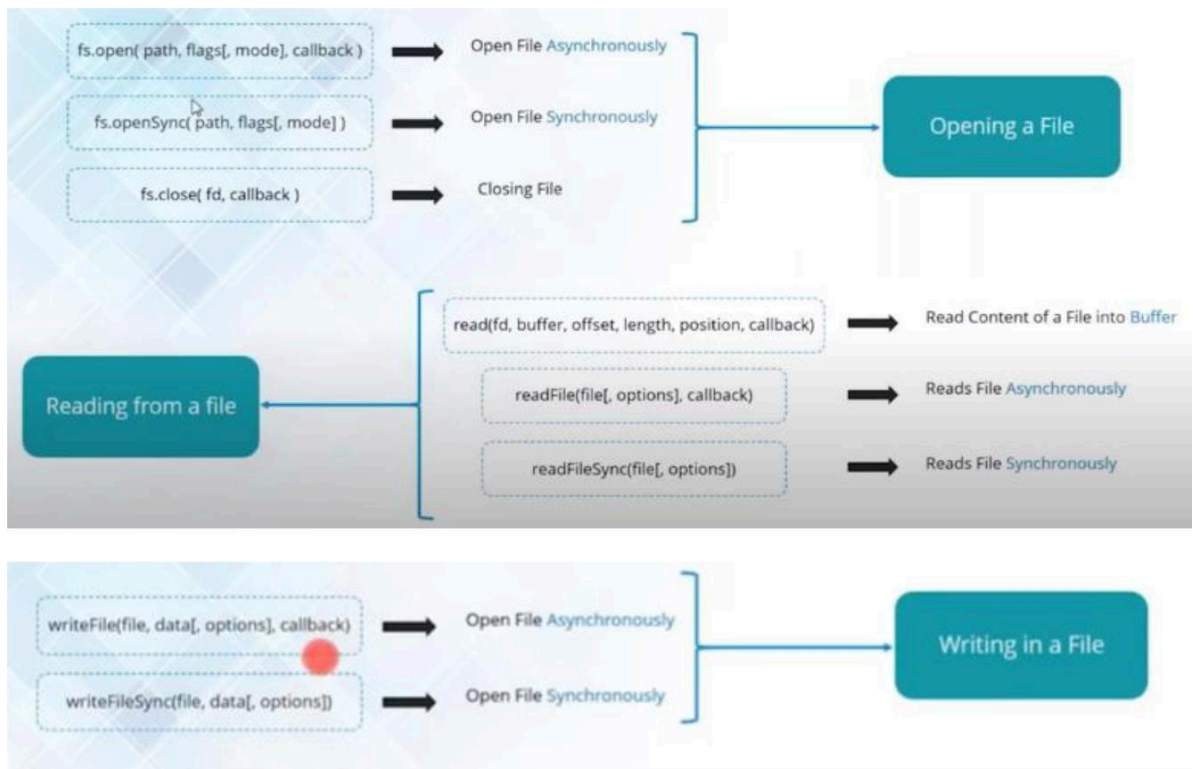 fs.open( path, flags[, mode], callback )
Open File Asynchronously
fs.openSync( path, flags[, mode] )
Open File Synchronously
fs.close( fd, callback )
Closing File
Opening a File
Reading from a file
read(fd, buffer, offset, length, position, callback)
Read Content of a File into Buffer
readFile(file[, options], callback)
Reads File Asynchronously
readFileSync(file[, options])
Reads File Synchronously
writeFile(file, data[, options], callback)
Open File Asynchronously
writeFileSync(file, data[, options])
Open File Synchronously
Writing in a File